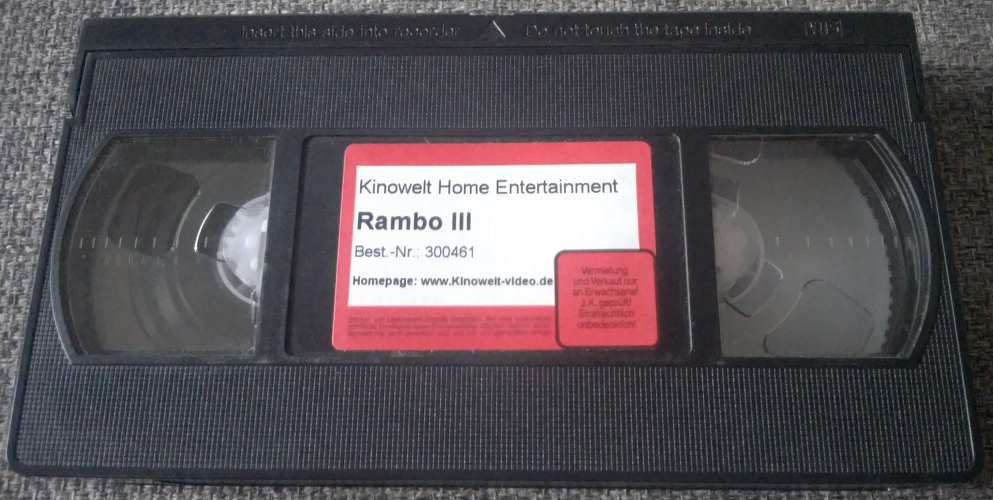 Insert this side into recorder
Do not touch the tape inside
VHS
Kinowelt Home Entertainment
Rambo III
Best.-Nr.: 300461
Homepage: www.Kinowelt-video.de
Vermietung
und Verkauf nur
an Erwachsene!
J.K. geprüft!
Strafrechtlich
unbedenklich!